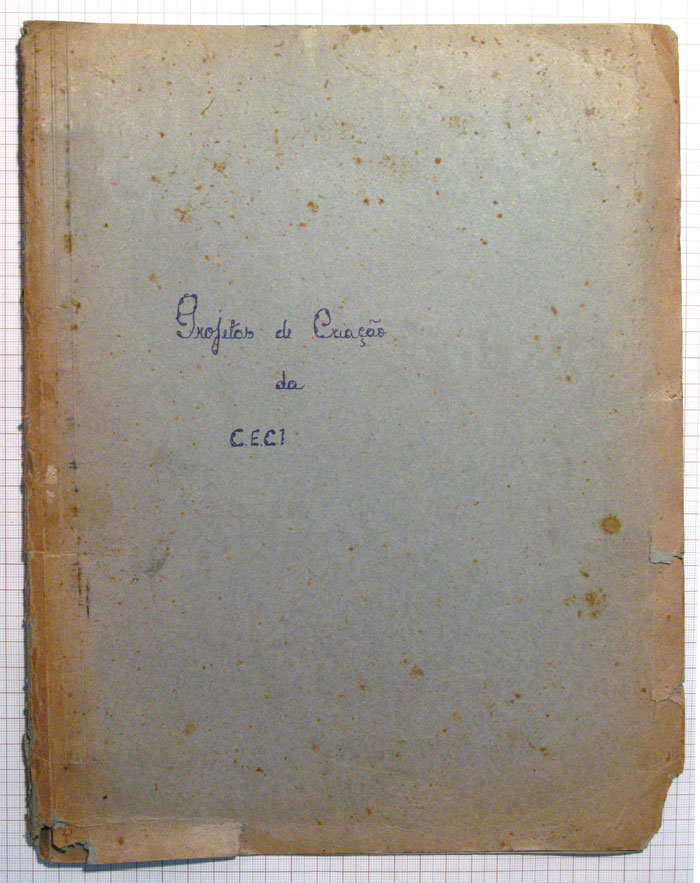 Projetos de Criação
da
C.E.C.I